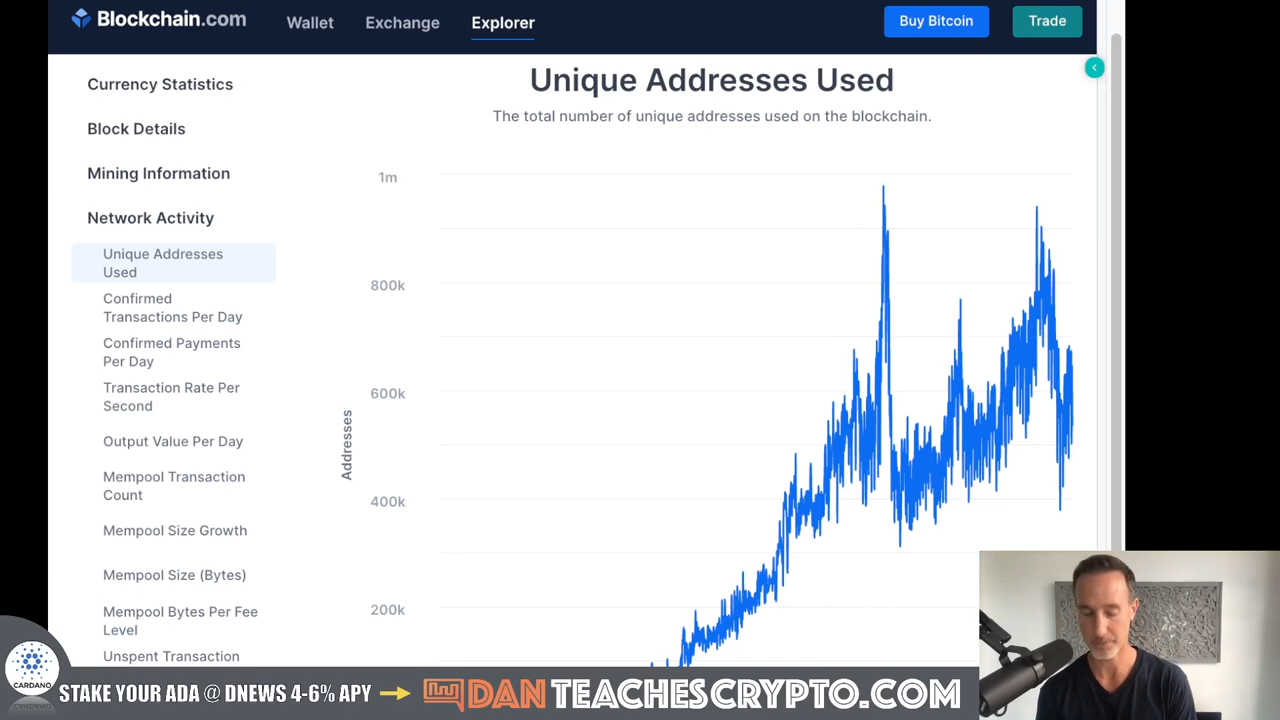 Blockchain.com
Wallet
Exchange
Explorer
Buy Bitcoin
Trade
Currency Statistics
Block Details
Mining Information
Network Activity
Unique Addresses
Used
Confirmed
Transactions Per Day
Confirmed Payments
Per Day
Transaction Rate Per
Second
Output Value Per Day
Mempool Transaction
Count
Mempool Size Growth
Mempool Size (Bytes)
Mempool Bytes Per Fee
Level
Unspent Transaction
Unique Addresses Used
The total number of unique addresses used on the blockchain.
1m
800k
600k
400k
200k
Addresses
CARDANO
STAKE YOUR ADA @ DNEWS 4-6% APY
DANTEACHESCRYPTO.COM